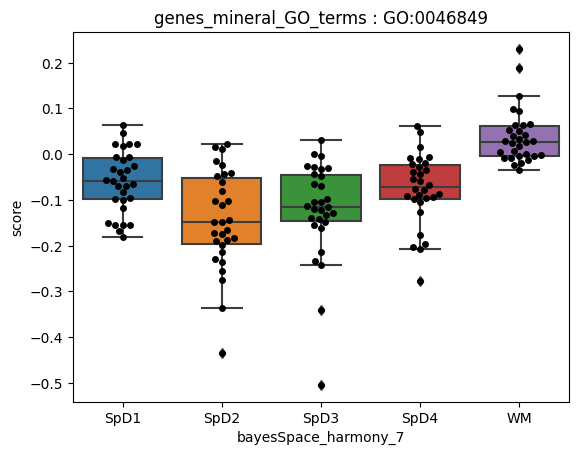 genes_mineral_GO_terms : GO:0046849
score
0.2
0.1
0.0
−0.1
−0.2
−0.3
−0.4
−0.5
SpD1 SpD2 SpD3 SpD4 WM
bayesSpace_harmony_7